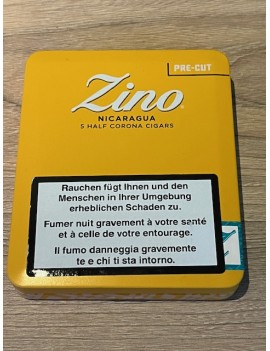 PRE-CUT
Zino
NICARAGUA
5 HALF CORONA CIGARS
Rauchen fügt Ihnen und den
Menschen in Ihrer Umgebung
erheblichen Schaden zu.
Fumer nuit gravement à votre santé
et à celle de votre entourage.
Il fumo danneggia gravemente
te e chi ti sta intorno.